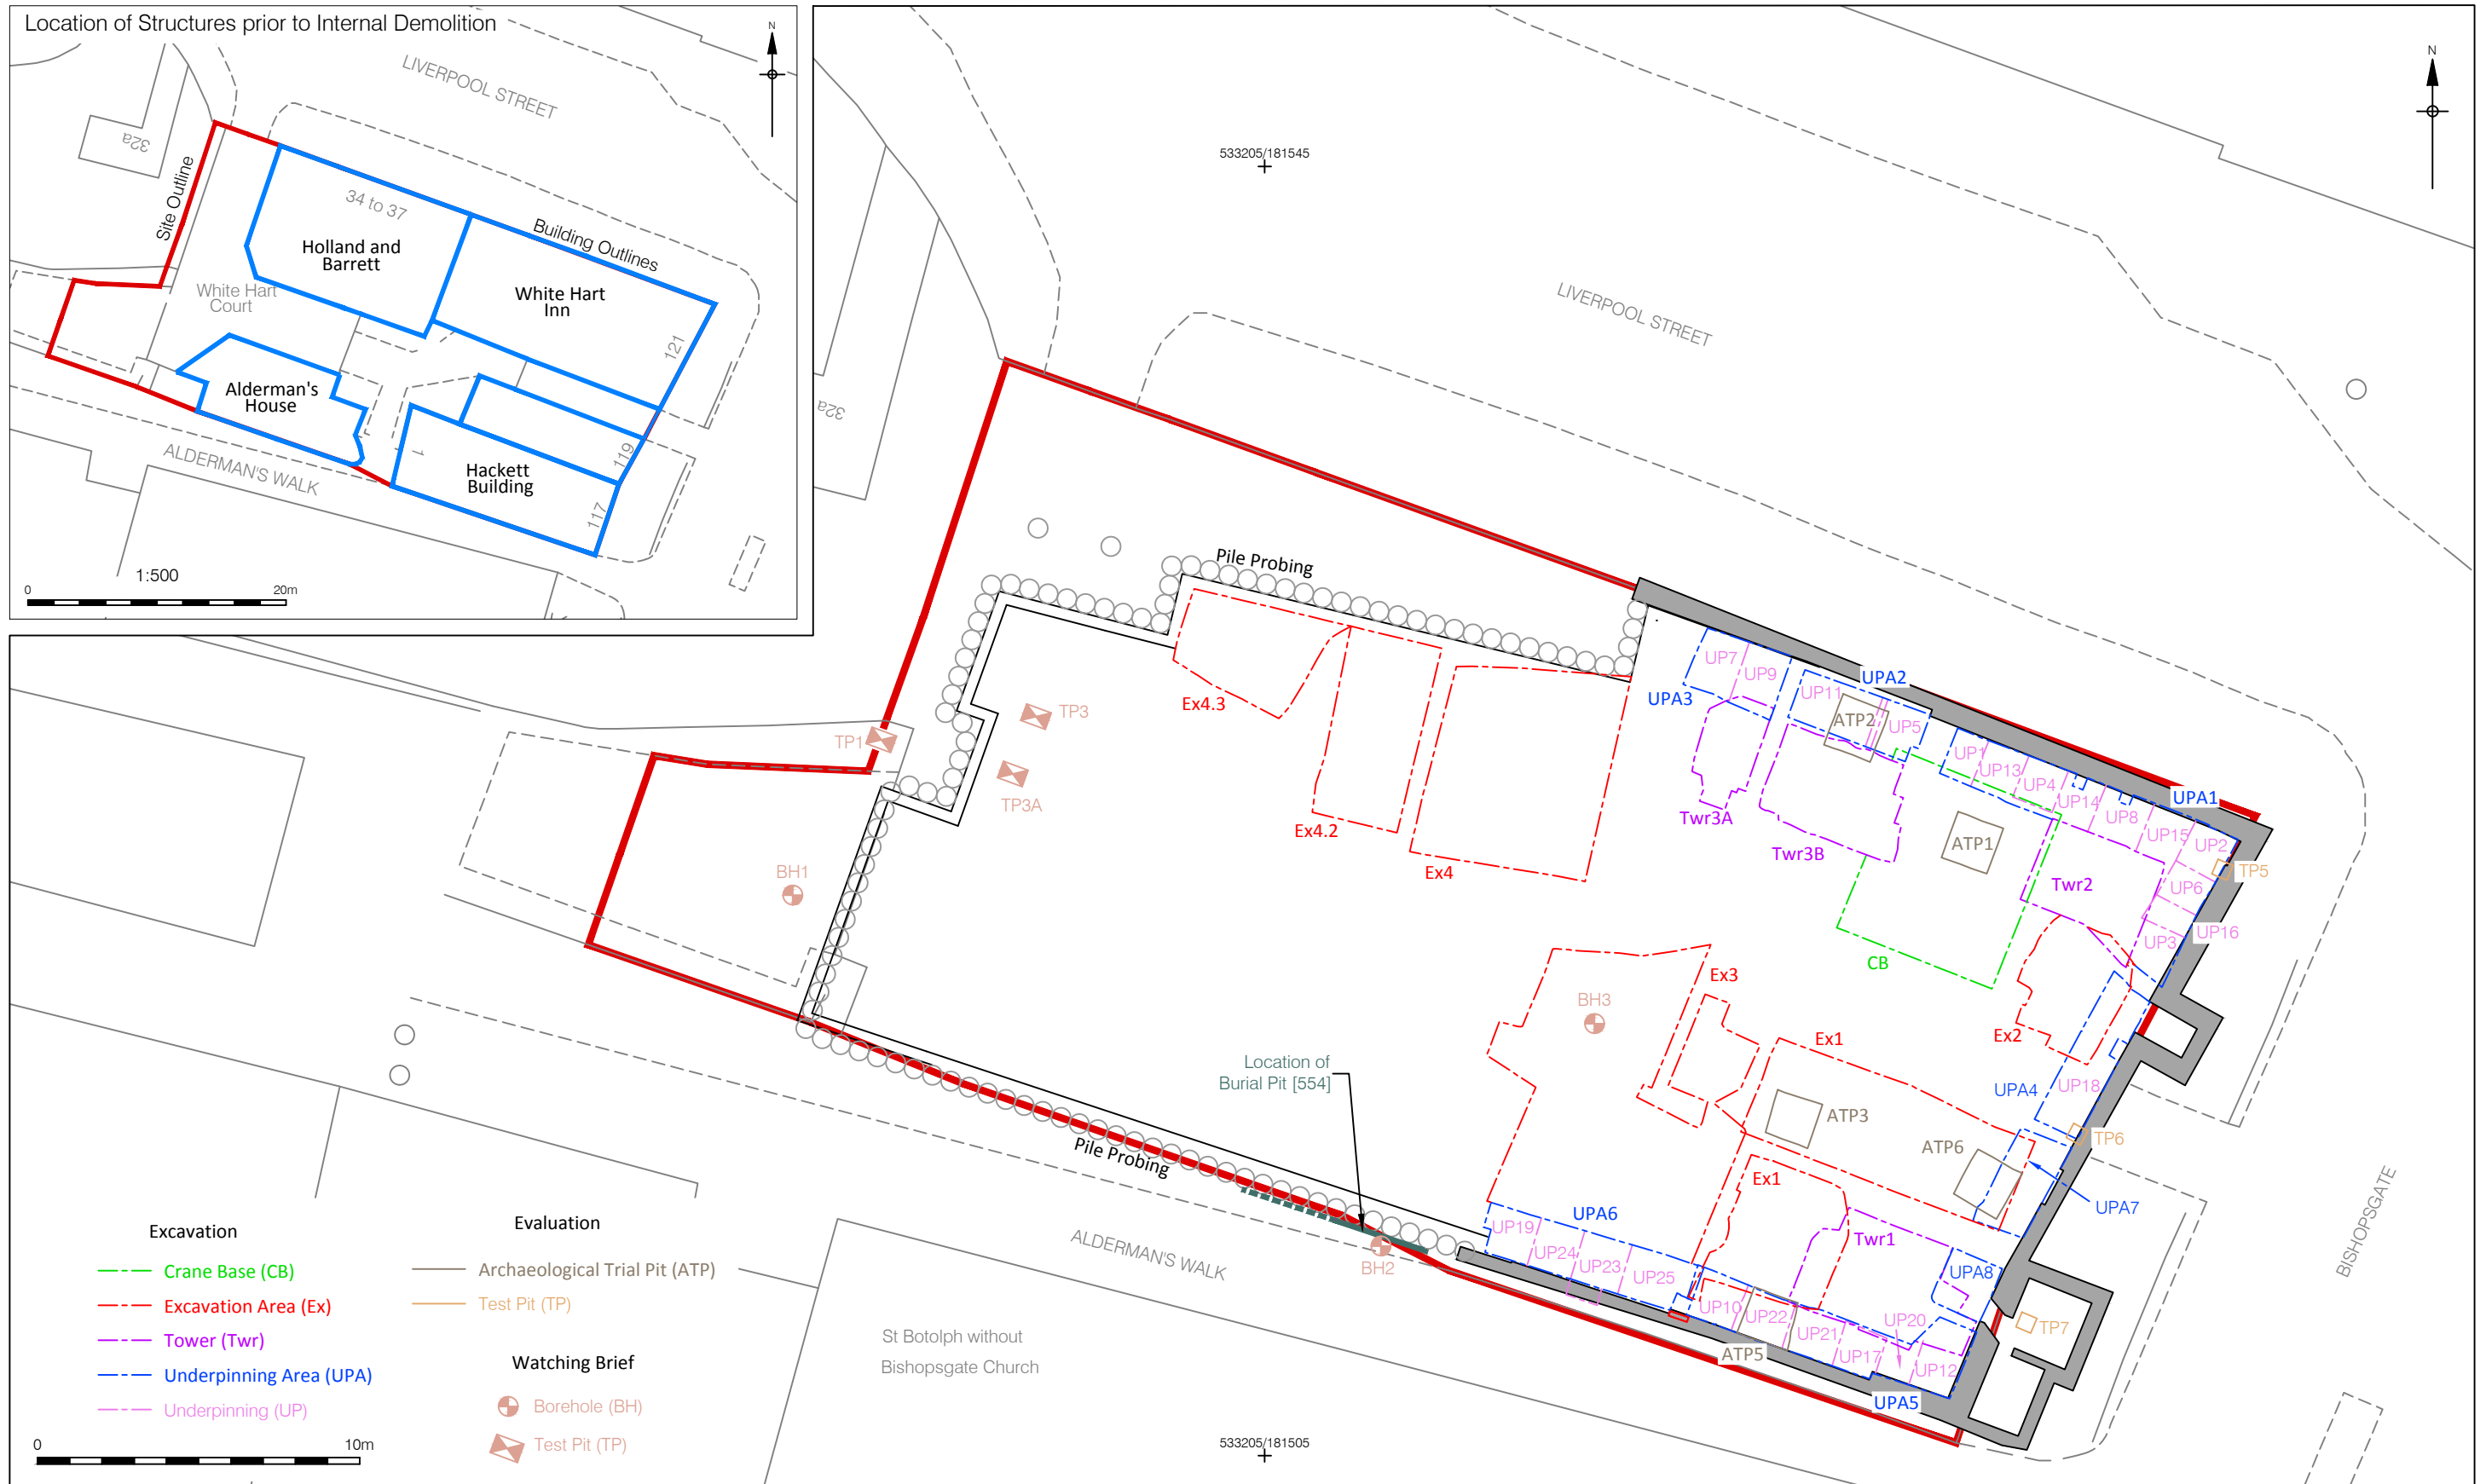 Location of Structures prior to Internal Demolition
N
LIVERPOOL STREET
32a
Site Outline
34 to 37
Holland and
Barrett
Building Outlines
White Hart
Inn
White Hart
Court
121
Alderman's
House
1
119
Hackett
Building
117
ALDERMAN'S WALK
1:500
0
20m
N
533205/181545
LIVERPOOL STREET
32a
Pile Probing
UP7
UP9
UPA2
UPA3
UP11
ATP2
UP5
Ex4.3
TP3
TP1
UP1
UP13
UP4
UP14
UPA1
UP8
UP15
UP2
TP3A
Twr3A
Ex4.2
Twr3B
ATP1
Ex4
BH1
Twr2
TP5
UP6
UP16
UP3
CB
Ex3
BH3
Ex2
Ex1
Location of
Burial Pit [554]
UPA4
UP18
ATP3
ATP6
TP6
Pile Probing
Ex1
UPA7
BISHOPSGATE
UPA6
UP19
UP24
UP23
UP25
Twr1
UPA8
ALDERMAN'S WALK
BH2
UP10
UP22
UP21
UP20
UP17
UP12
TP7
ATP5
UPA5
St Botolph without
Bishopsgate Church
533205/181505
Excavation
Crane Base (CB)
Excavation Area (Ex)
Tower (Twr)
Underpinning Area (UPA)
Underpinning (UP)
Evaluation
Archaeological Trial Pit (ATP)
Test Pit (TP)
Watching Brief
Borehole (BH)
Test Pit (TP)
0
10m